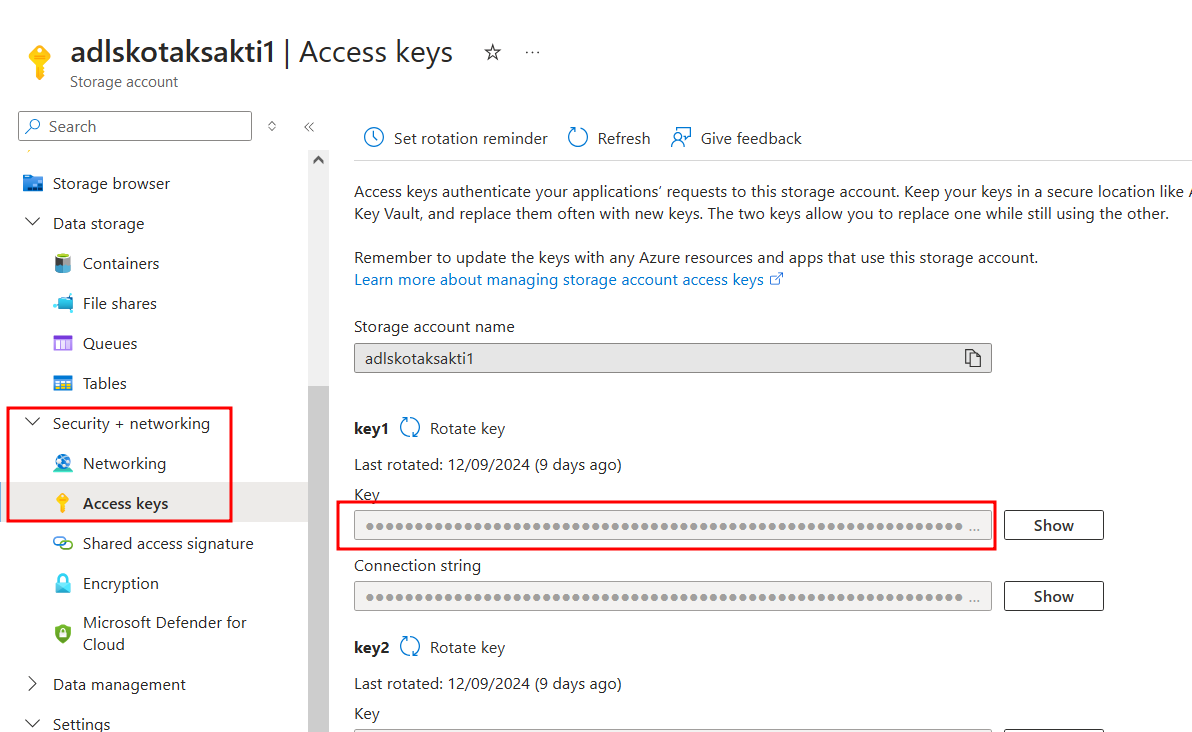 adlskotaksakti1 | Access keys
Storage account
Search
Storage browser
Data storage
Containers
File shares
Queues
Tables
Security + networking
Networking
Access keys
Shared access signature
Encryption
Microsoft Defender for
Cloud
Data management
Settings
Set rotation reminder
Refresh
Give feedback
Access keys authenticate your applications’ requests to this storage account. Keep your keys in a secure location like
Key Vault, and replace them often with new keys. The two keys allow you to replace one while still using the other.
Remember to update the keys with any Azure resources and apps that use this storage account.
Learn more about managing storage account access keys
Storage account name
adlskotaksakti1
key1
Rotate key
Last rotated: 12/09/2024 (9 days ago)
Key
Show
Connection string
Show
key2
Rotate key
Last rotated: 12/09/2024 (9 days ago)
Key